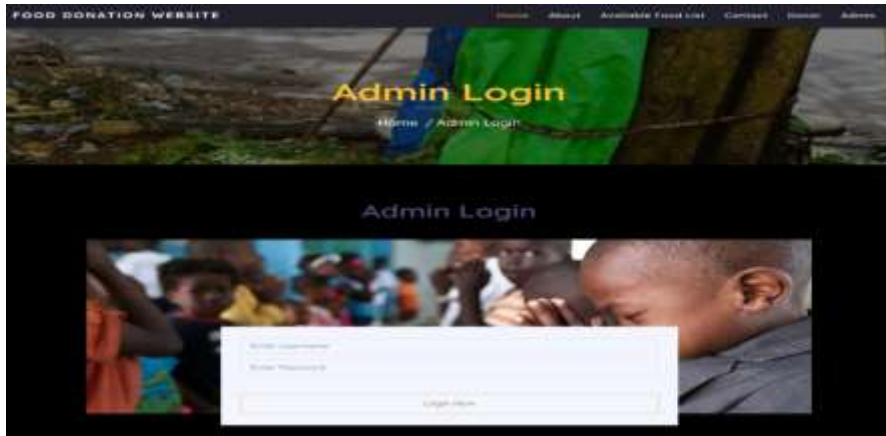 FOOD DONATION WEBSITE Home About Available Food List Contact Donor Admin
Admin Login
Home / Admin Login
Admin Login
Enter Username
Enter Password
Login Now